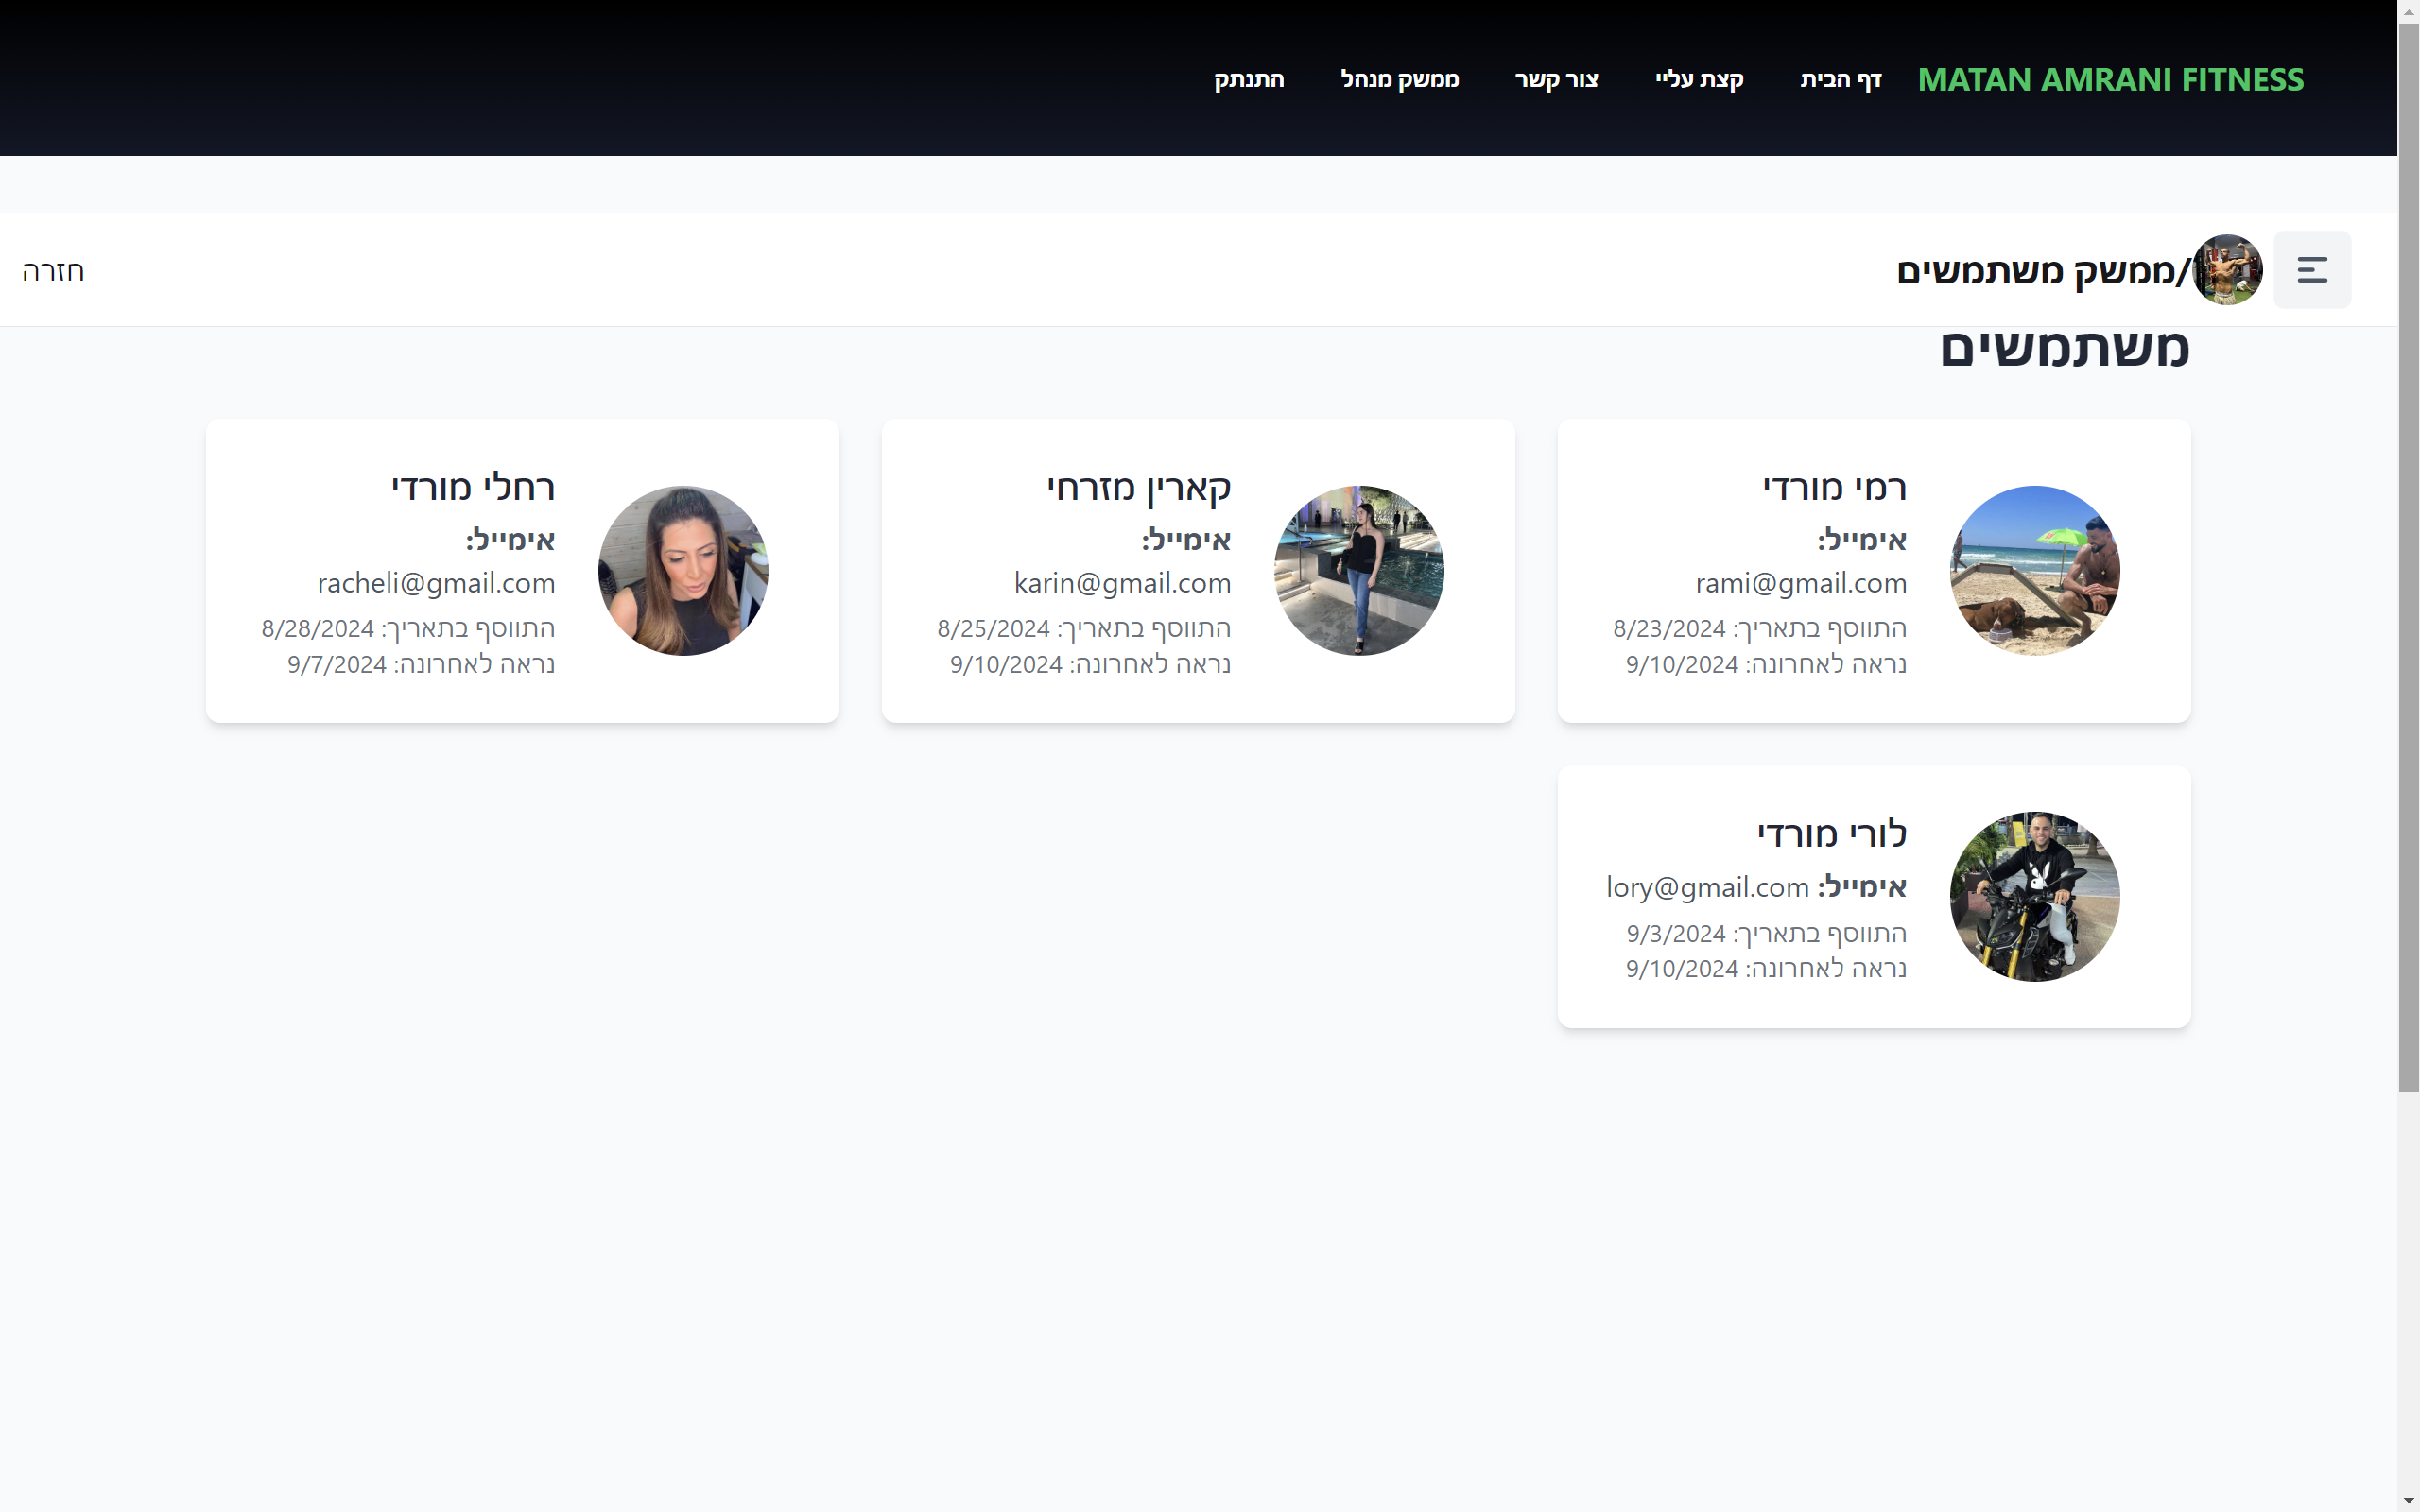 MATAN AMRANI FITNESS
דף הבית
קצת עליי
צור קשר
ממשק מנהל
התנתק
/ממשק משתמשים
חזרה
משתמשים
רמי מורדי
אימייל:
rami@gmail.com
התווסף בתאריך: 8/23/2024
נראה לאחרונה: 9/10/2024
קארין מזרחי
אימייל:
karin@gmail.com
התווסף בתאריך: 8/25/2024
נראה לאחרונה: 9/10/2024
רחלי מורדי
אימייל:
racheli@gmail.com
התווסף בתאריך: 8/28/2024
נראה לאחרונה: 9/7/2024
לורי מורדי
אימייל: lory@gmail.com
התווסף בתאריך: 9/3/2024
נראה לאחרונה: 9/10/2024